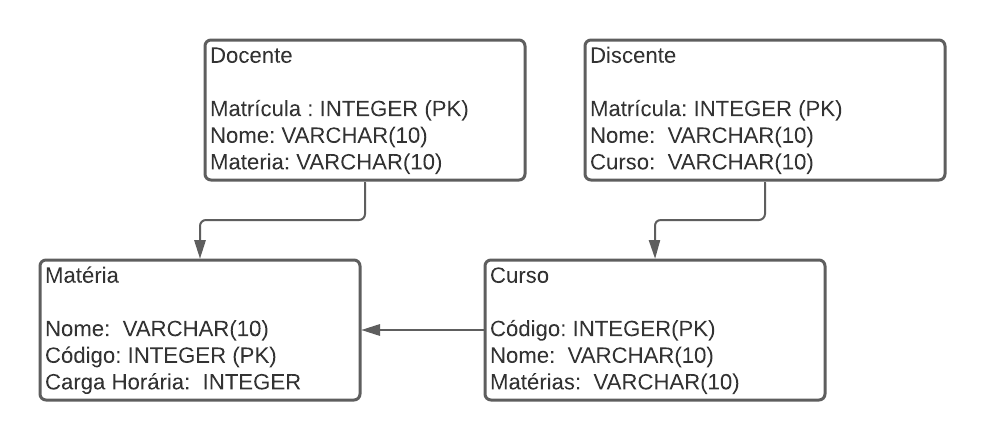 Docente
Matrícula : INTEGER (PK)
Nome: VARCHAR(10)
Materia: VARCHAR(10)
Discente
Matrícula: INTEGER (PK)
Nome:  VARCHAR(10)
Curso:  VARCHAR(10)
Matéria
Nome:  VARCHAR(10)
Código: INTEGER (PK)
Carga Horária:  INTEGER
Curso
Código: INTEGER(PK)
Nome:  VARCHAR(10)
Matérias:  VARCHAR(10)